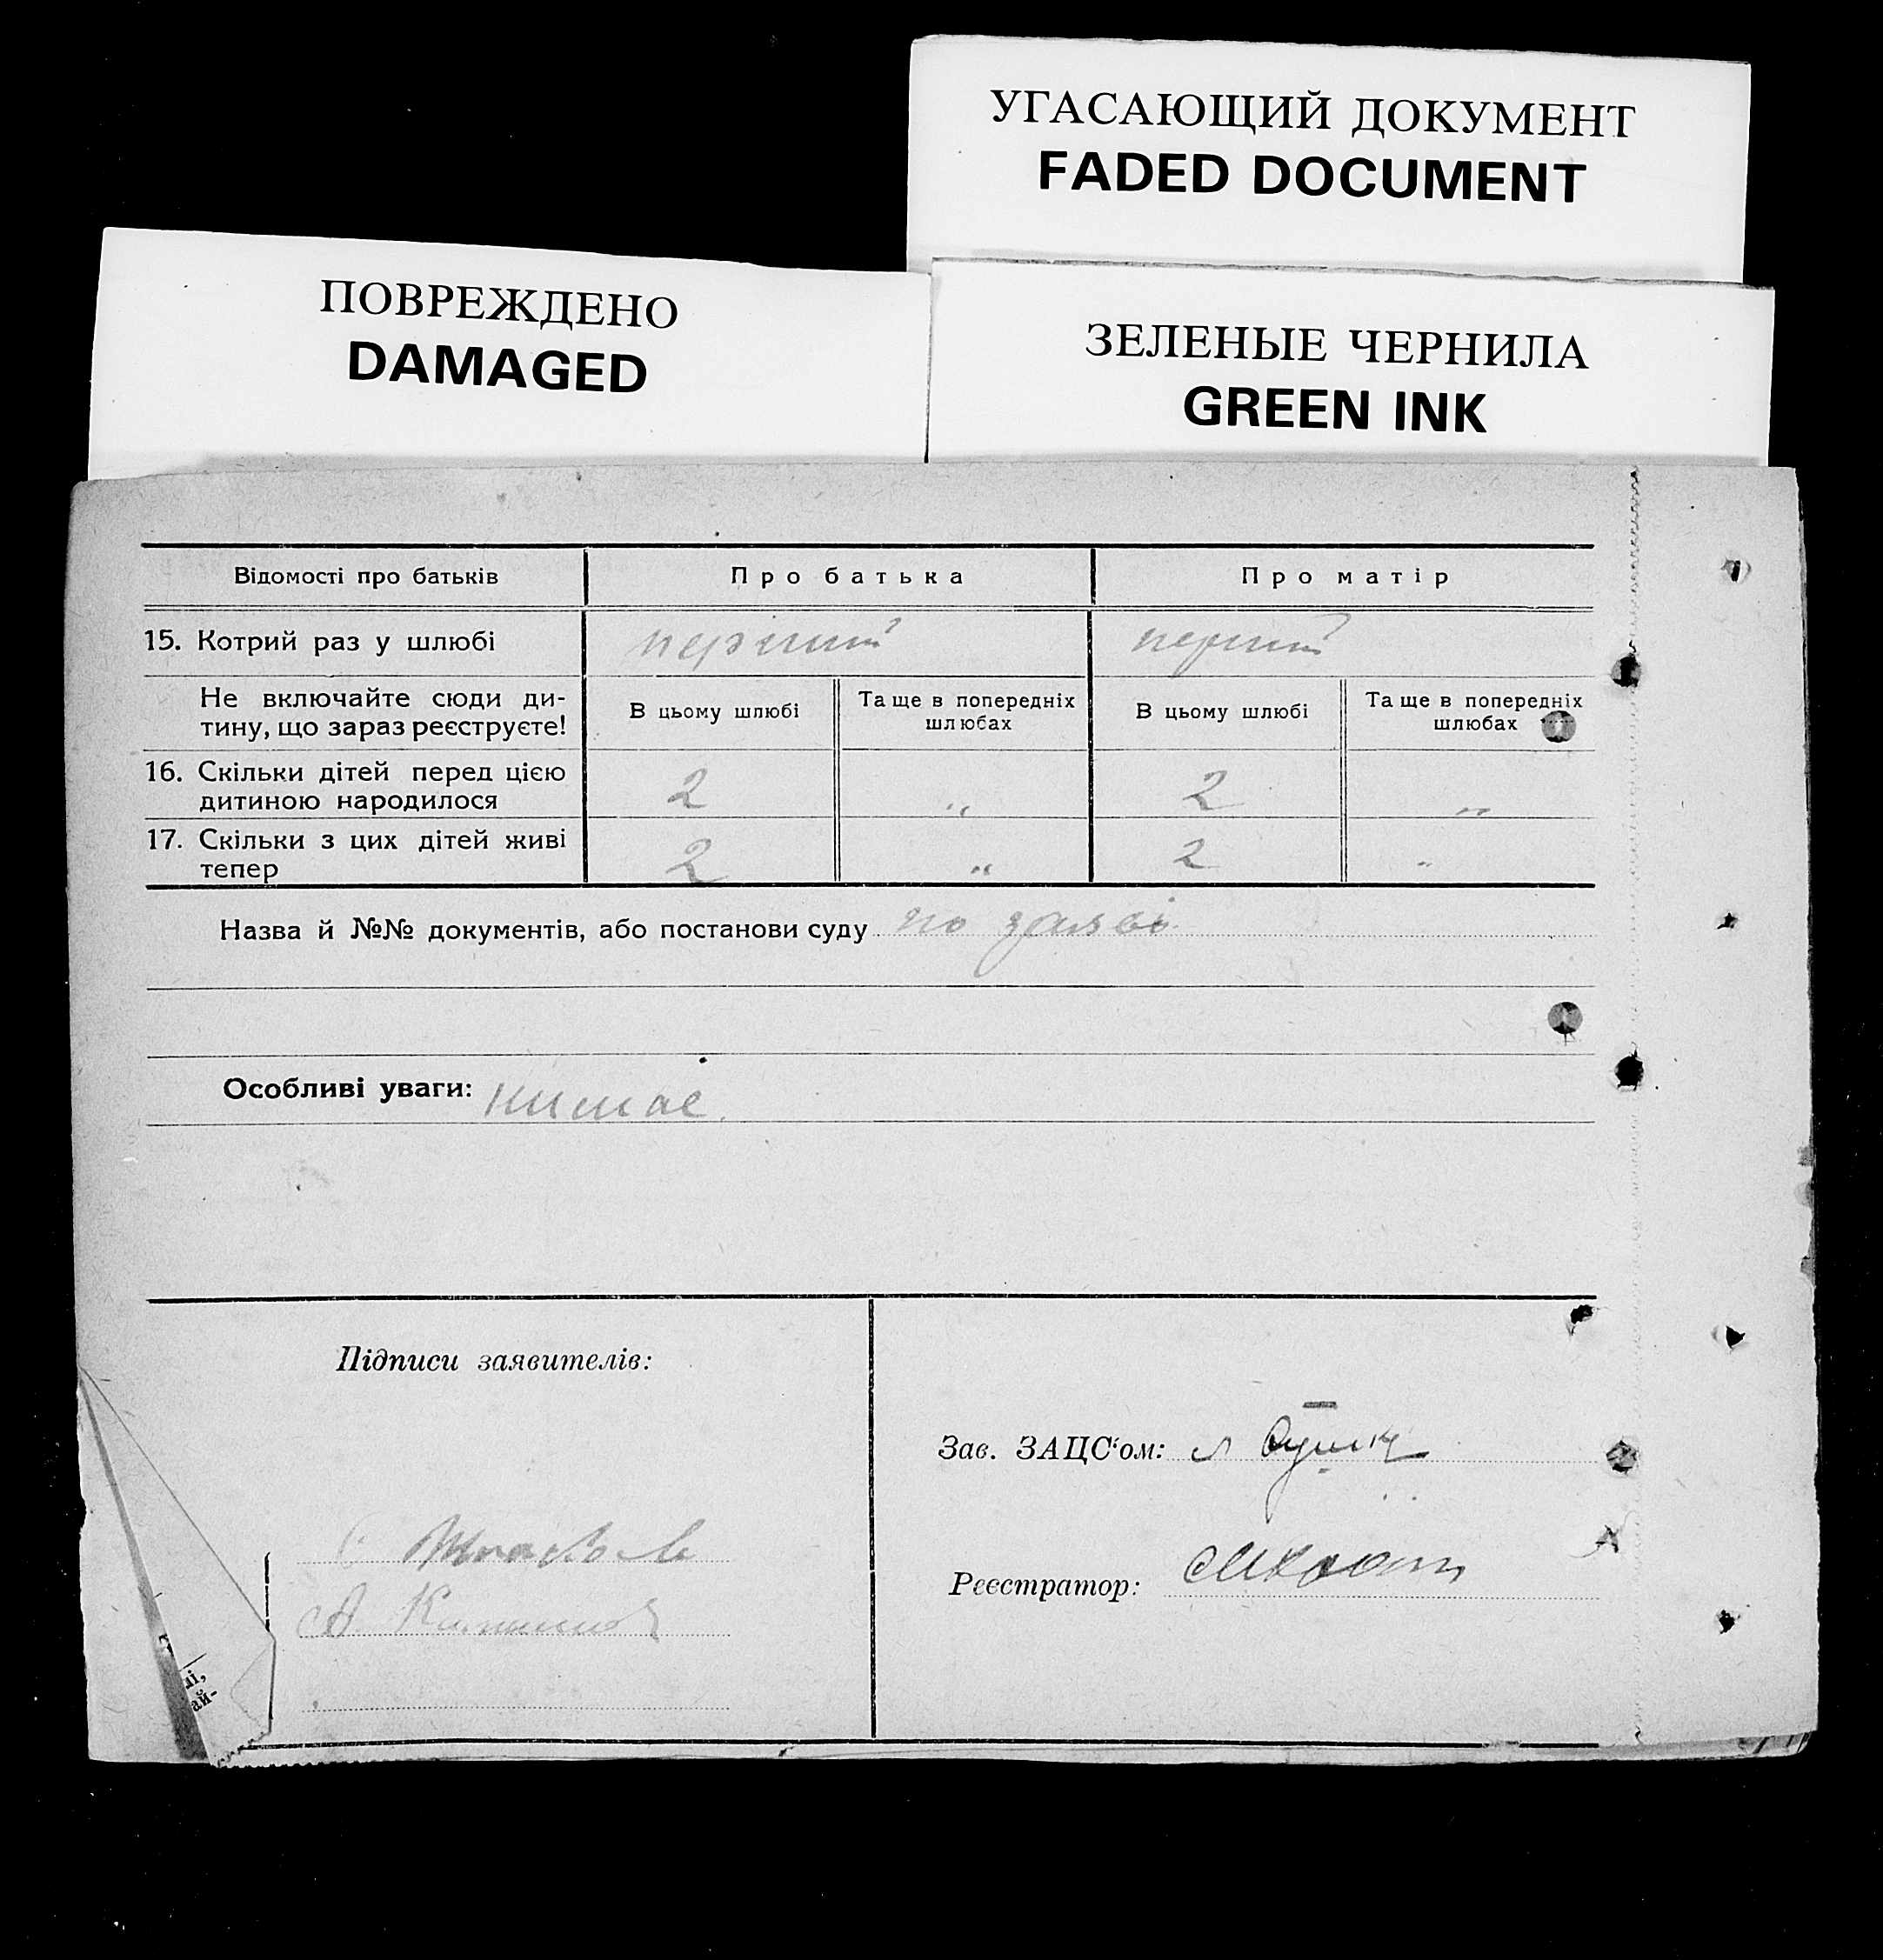 УГАСАЮЩИЙ ДОКУМЕНТ
FADED DOCUMENT
ПОВРЕЖДЕНО
DAMAGED
ЗЕЛЕНЫЕ ЧЕРНИЛА
GREEN INK
Відомості про батьків Про батька Про матір
15. Котрий раз у шлюбі перший перший
Не включайте сюди ди-
тину, що зараз реєструєте!
В цьому шлюбі
Та ще в попередніх
шлюбах
В цьому шлюбі
Та ще в попередніх
шлюбах
16. Скільки дітей перед цією
дитиною народилося
2 „ 2 „
17. Скільки з цих дітей живі
тепер
2 „ 2 „
Назва й №№ документів, або постанови суду по заяві
Особливі уваги: нимає.
Підписи заявителів:
Зав. ЗАЦС'ом:
Реєстратор:
А.
лі,
ай-